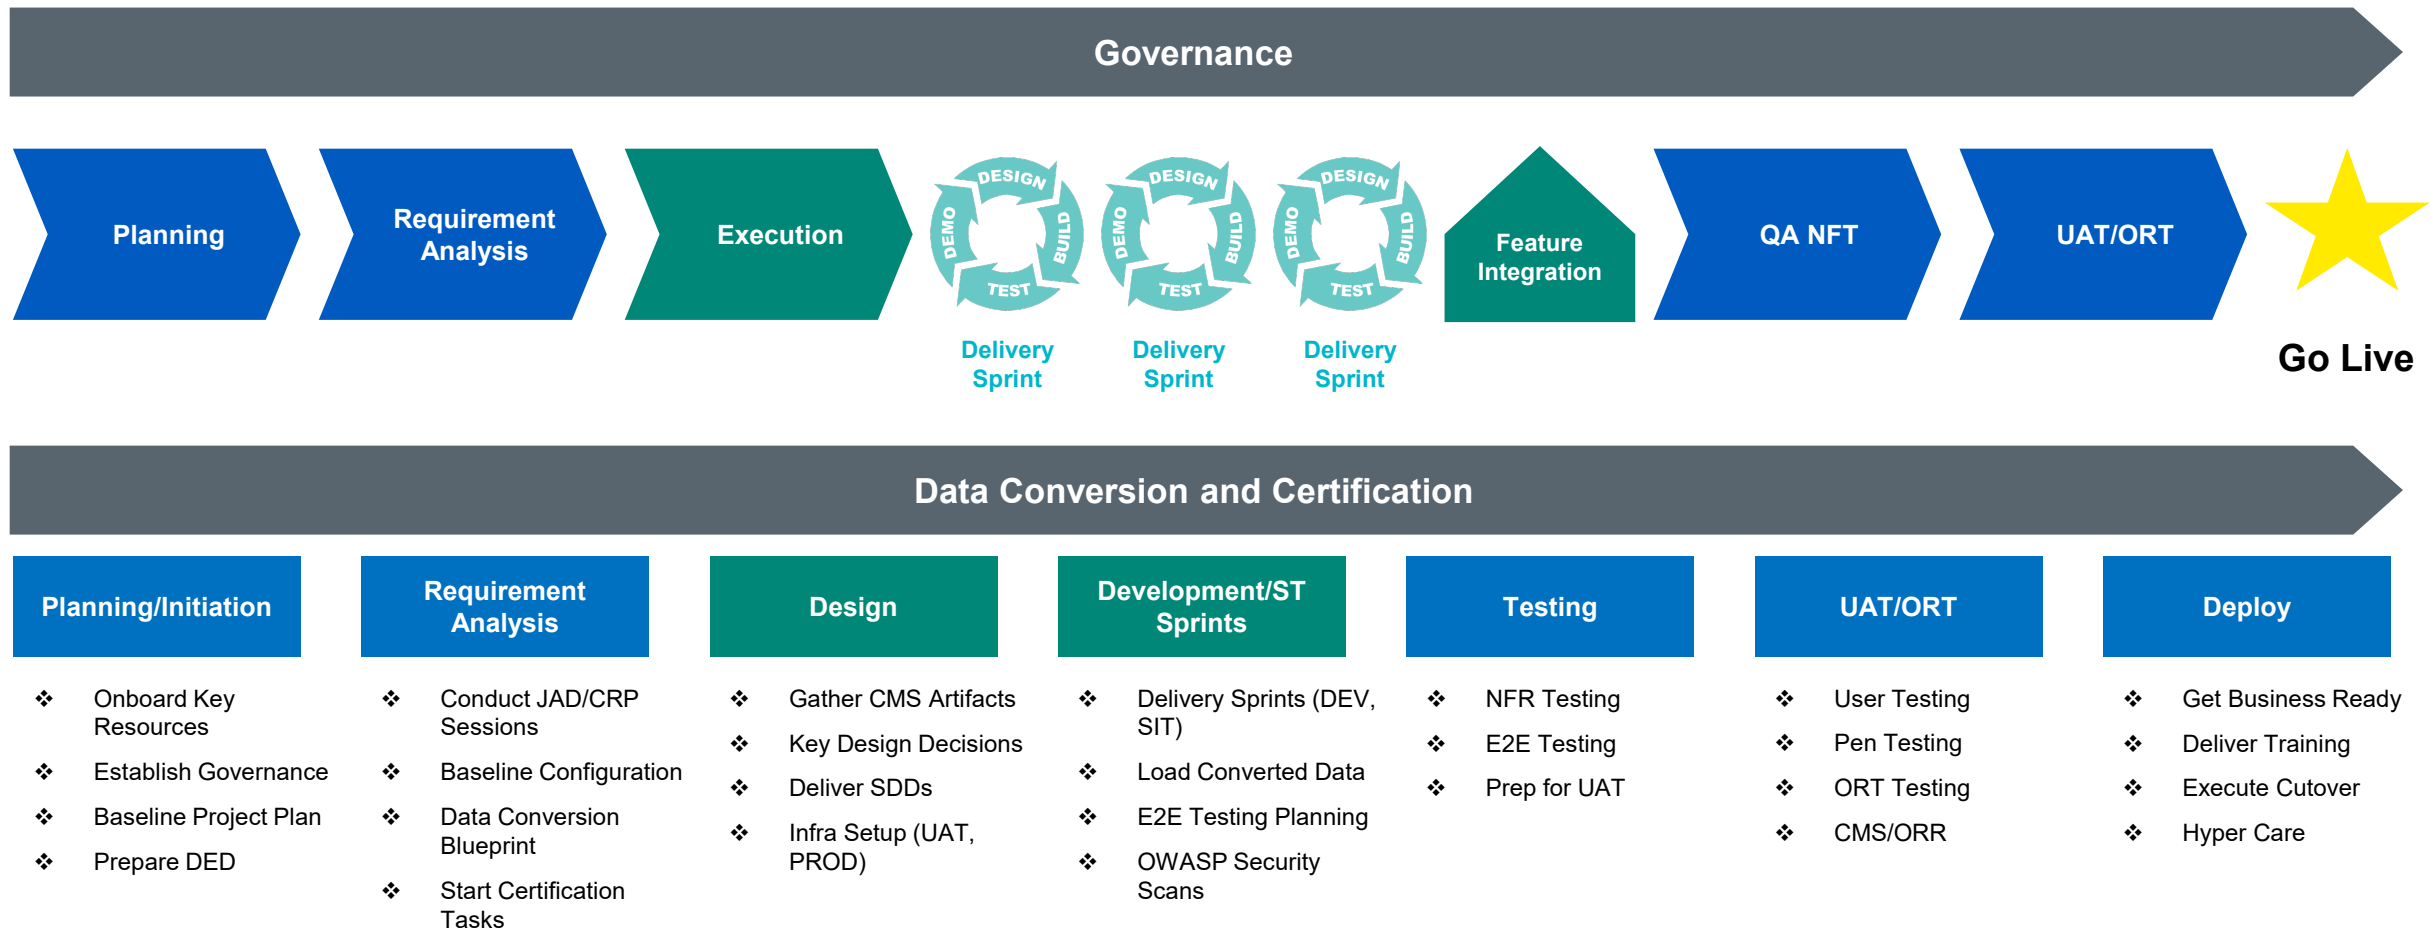 Governance
Planning
Requirement
Analysis
Execution
DESIGN
BUILD
TEST
DEMO
Delivery
Sprint
DESIGN
BUILD
TEST
DEMO
Delivery
Sprint
DESIGN
BUILD
TEST
DEMO
Delivery
Sprint
Feature
Integration
QA NFT
UAT/ORT
Go Live
Data Conversion and Certification
Planning/Initiation
❖ Onboard Key
Resources
❖ Establish Governance
❖ Baseline Project Plan
❖ Prepare DED
Requirement
Analysis
❖ Conduct JAD/CRP
Sessions
❖ Baseline Configuration
❖ Data Conversion
Blueprint
❖ Start Certification
Tasks
Design
❖ Gather CMS Artifacts
❖ Key Design Decisions
❖ Deliver SDDs
❖ Infra Setup (UAT,
PROD)
Development/ST
Sprints
❖ Delivery Sprints (DEV,
SIT)
❖ Load Converted Data
❖ E2E Testing Planning
❖ OWASP Security
Scans
Testing
❖ NFR Testing
❖ E2E Testing
❖ Prep for UAT
UAT/ORT
❖ User Testing
❖ Pen Testing
❖ ORT Testing
❖ CMS/ORR
Deploy
❖ Get Business Ready
❖ Deliver Training
❖ Execute Cutover
❖ Hyper Care